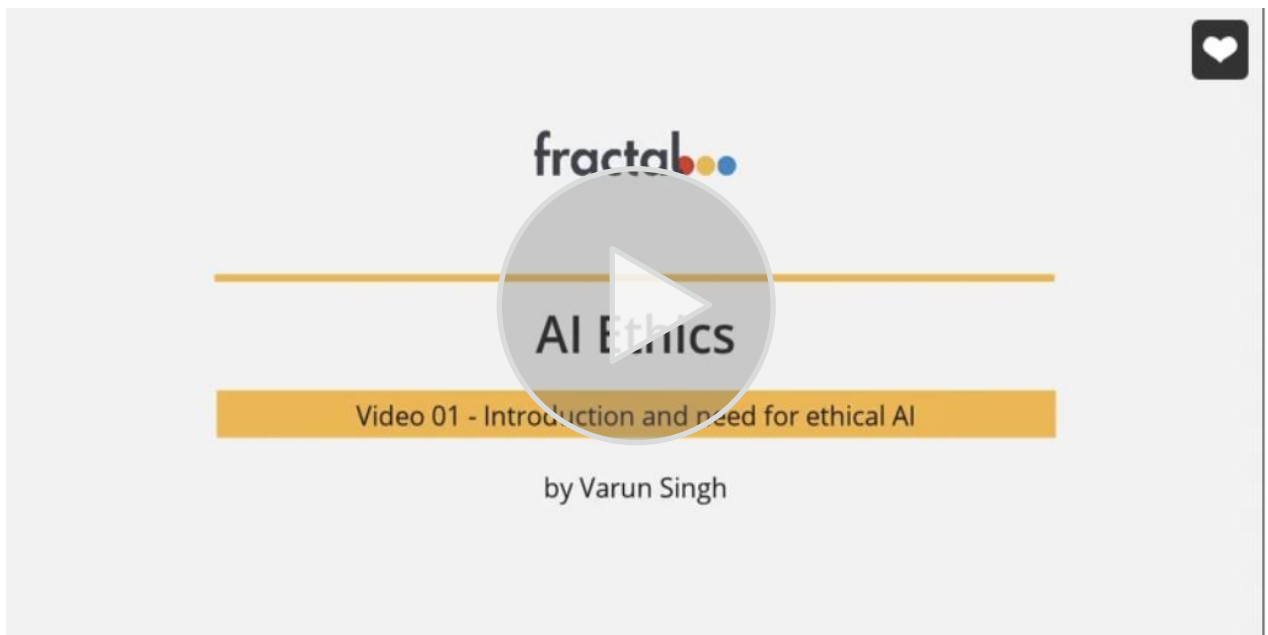 fractal
AI Ethics
Video 01 - Introduction and need for ethical AI
by Varun Singh